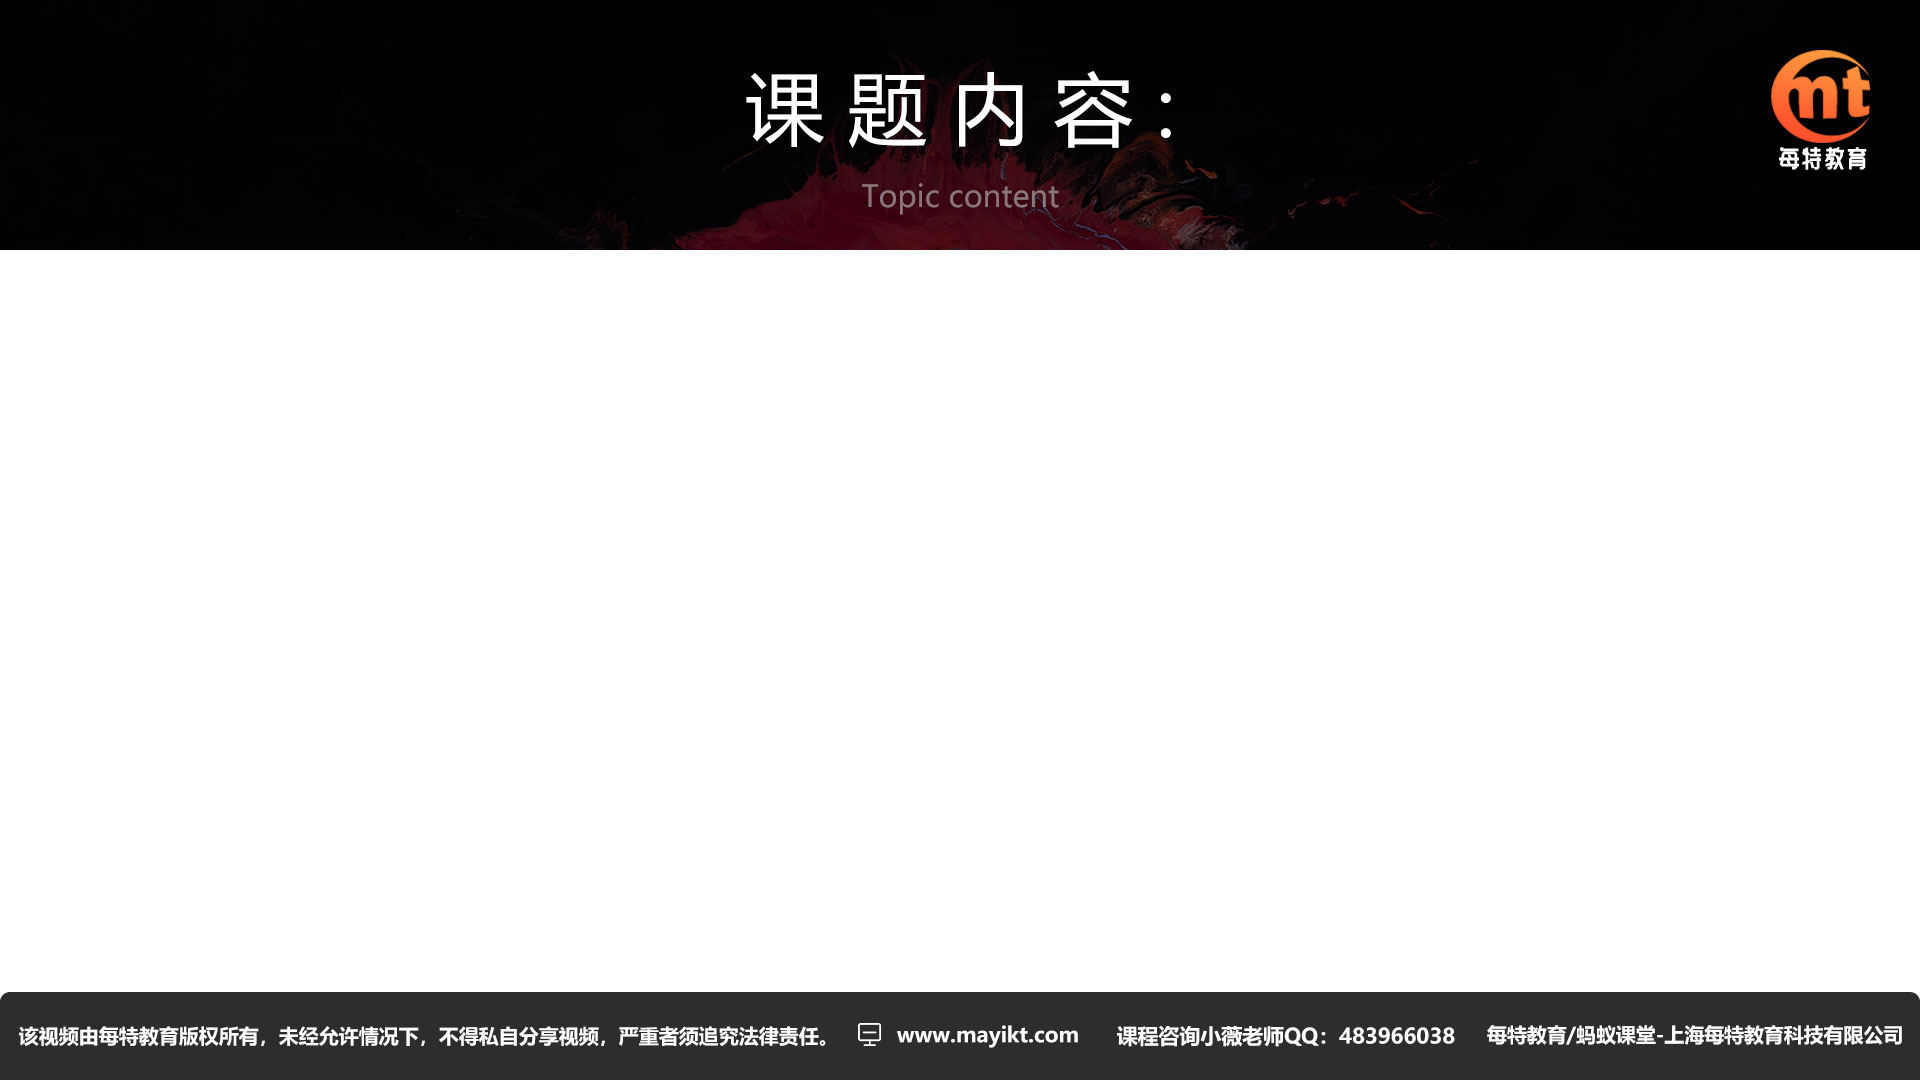 课题内容：
Topic content
mt
每特教育
该视频由每特教育版权所有，未经允许情况下，不得私自分享视频，严重者须追究法律责任。 www.mayikt.com 课程咨询小薇老师QQ：483966038 每特教育/蚂蚁课堂-上海每特教育科技有限公司